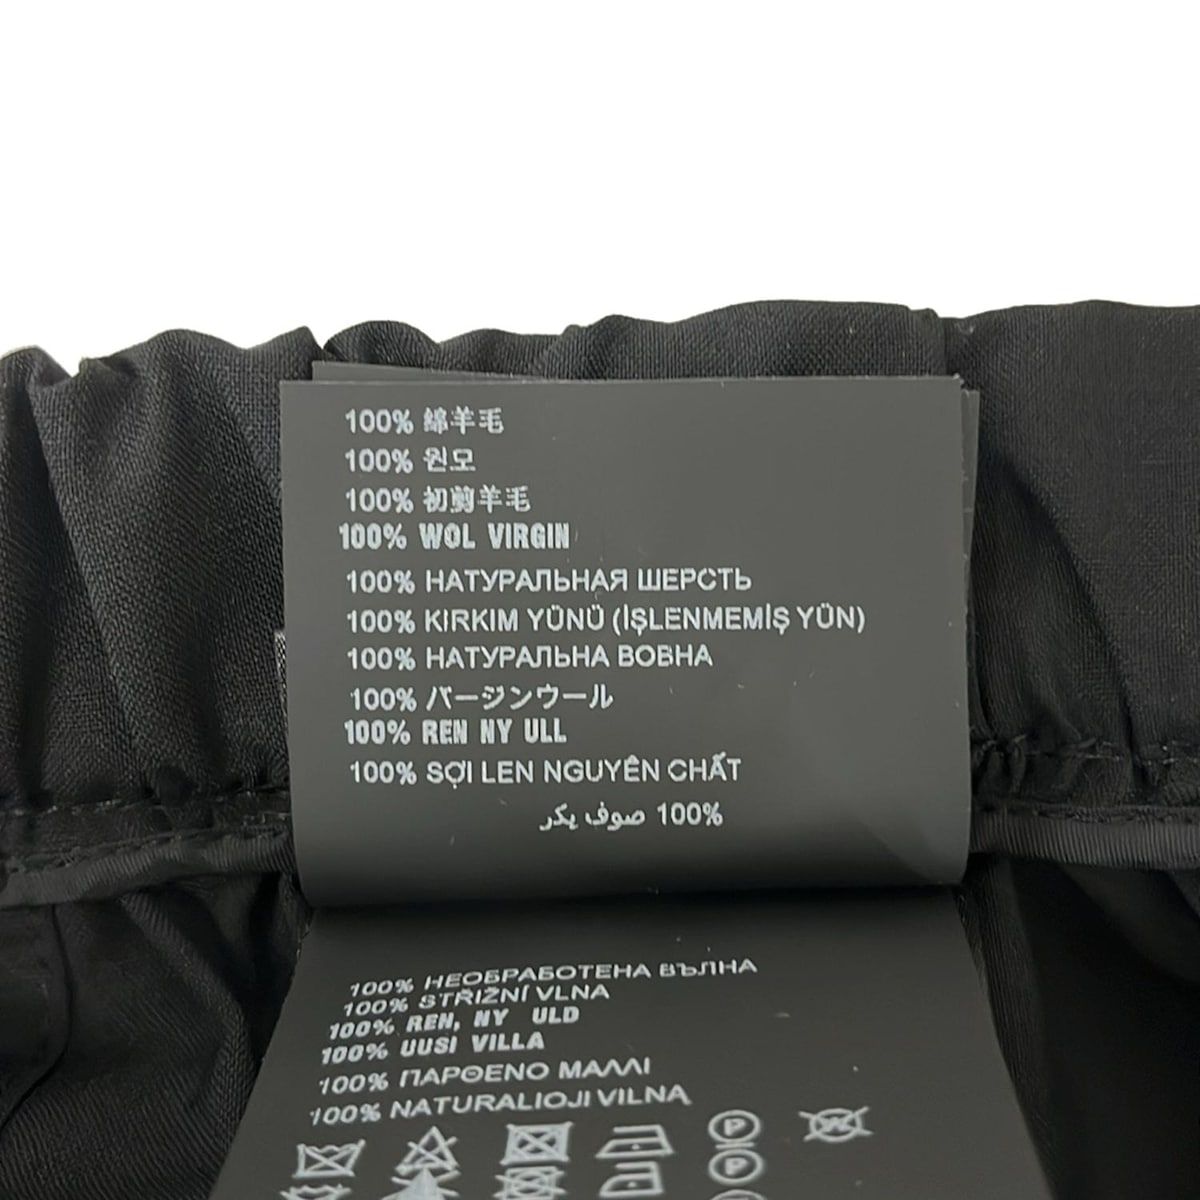 100% 綿羊毛
100% 원모
100% 初剪羊毛
100% WOL VIRGIN
100% НАТУРАЛЬНАЯ ШЕРСТЬ
100% KIRKIM YÜNÜ (İŞLENMEMİŞ YÜN)
100% НАТУРАЛЬНА ВОВНА
100% バージンウール
100% REN NY ULL
100% SỢI LEN NGUYÊN CHẤT
100% صوف بكر
100% НЕОБРАБОТЕНА ВЪЛНА
100% STŘIŽNÍ VLNA
100% REN, NY ULD
100% UUSI VILLA
100% ΠΑΡΘΕΝΟ ΜΑΛΛΙ
100% NATURALIOJI VILNA
P W
P